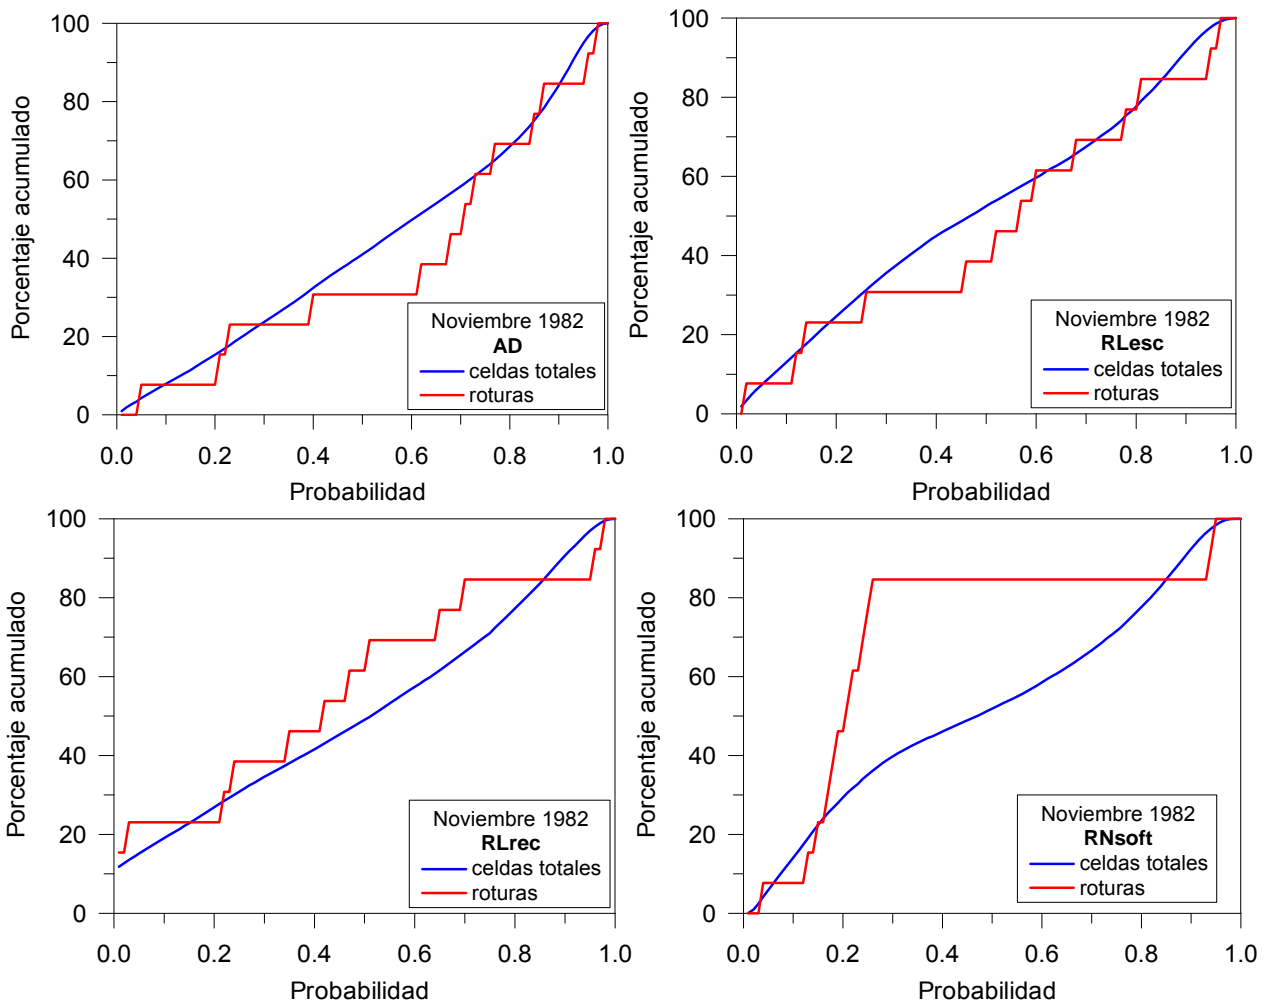 Porcentaje acumulado
100
80
60
40
20
0
Noviembre 1982
AD
celdas totales
roturas
0.0 0.2 0.4 0.6 0.8 1.0
Probabilidad
Porcentaje acumulado
100
80
60
40
20
0
Noviembre 1982
RLesc
celdas totales
roturas
0.0 0.2 0.4 0.6 0.8 1.0
Probabilidad
Porcentaje acumulado
100
80
60
40
20
0
Noviembre 1982
RLrec
celdas totales
roturas
0.0 0.2 0.4 0.6 0.8 1.0
Probabilidad
Porcentaje acumulado
100
80
60
40
20
0
Noviembre 1982
RNsoft
celdas totales
roturas
0.0 0.2 0.4 0.6 0.8 1.0
Probabilidad